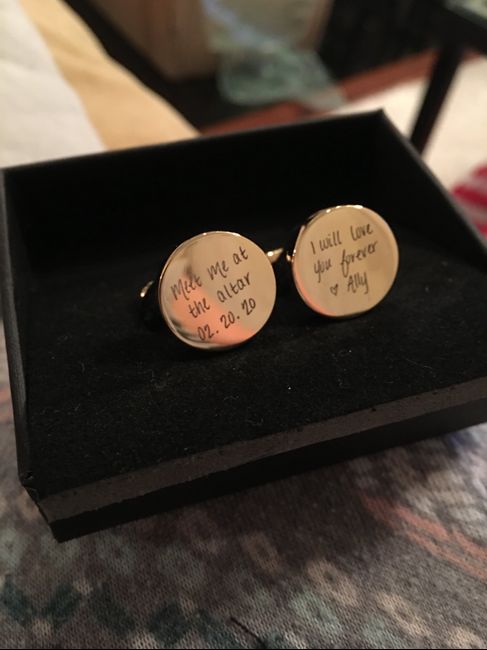 Meet me at
the altar
02. 20. 20
I will love
you forever
♡ Ally